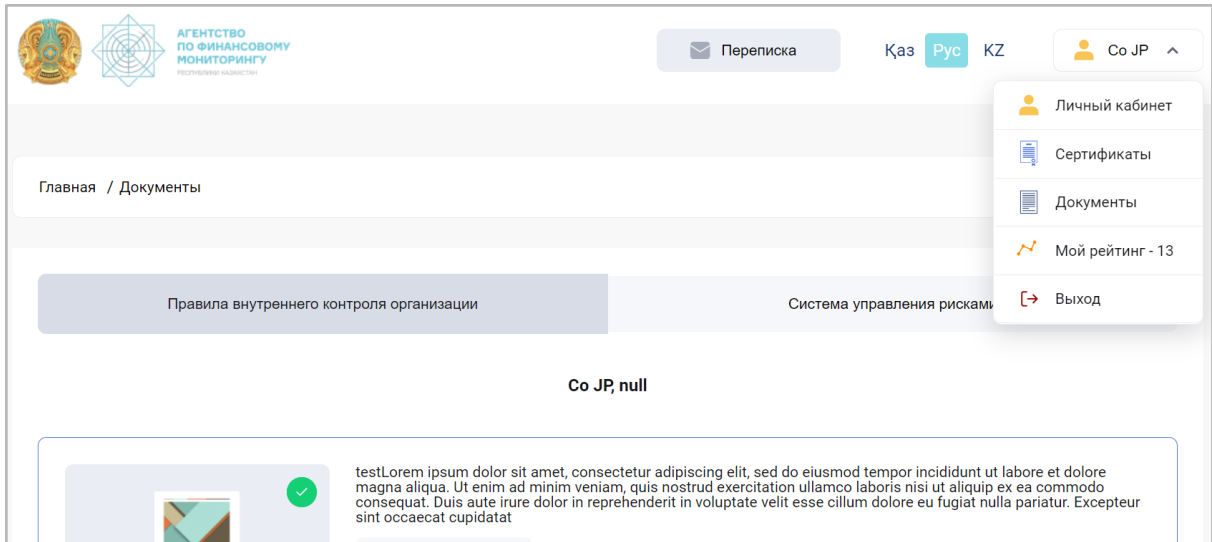 АГЕНТСТВО
ПО ФИНАНСОВОМУ
МОНИТОРИНГУ
РЕСПУБЛИКИ КАЗАХСТАН
Переписка
Қаз Рус KZ
Co JP
Личный кабинет
Сертификаты
Документы
Мой рейтинг - 13
Выход
Главная / Документы
Правила внутреннего контроля организации
Система управления рисками
Co JP, null
testLorem ipsum dolor sit amet, consectetur adipiscing elit, sed do eiusmod tempor incididunt ut labore et dolore
magna aliqua. Ut enim ad minim veniam, quis nostrud exercitation ullamco laboris nisi ut aliquip ex ea commodo
consequat. Duis aute irure dolor in reprehenderit in voluptate velit esse cillum dolore eu fugiat nulla pariatur. Excepteur
sint occaecat cupidatat